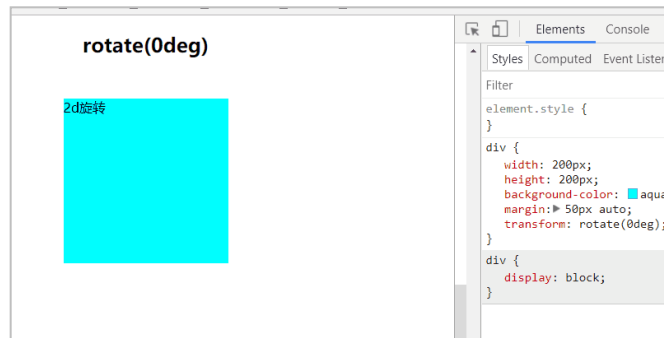 rotate(0deg)
2d旋转
Elements
Console
Styles
Computed
Event Listen
Filter
element.style {
}
div {
width: 200px;
height: 200px;
background-color: aqua
margin: 50px auto;
transform: rotate(0deg);
}
div {
display: block;
}